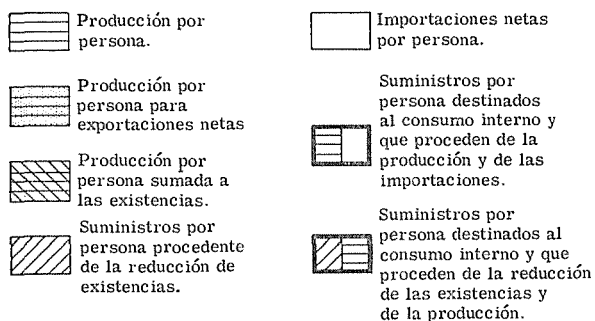 Producción por
persona.
Producción por
persona para
exportaciones netas
Producción por
persona sumada a
las existencias.
Suministros por
persona procedente
de la reducción de
existencias.
Importaciones netas
por persona.
Suministros por
persona destinados
al consumo interno y
que proceden de la
producción y de las
importaciones.
Suministros por
persona destinados al
consumo interno y que
proceden de la reducción
de las existencias y
de la producción.